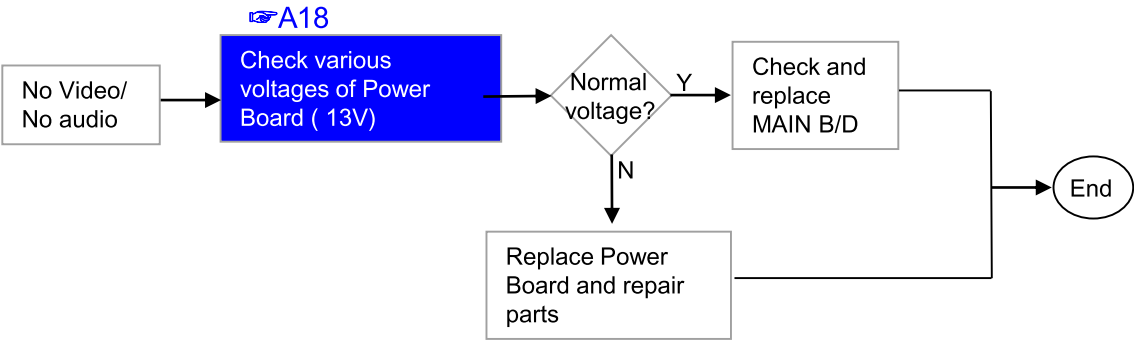 ☞A18
No Video/
No audio
Check various
voltages of Power
Board ( 13V)
Normal
voltage?
Y
Check and
replace
MAIN B/D
N
Replace Power
Board and repair
parts
End